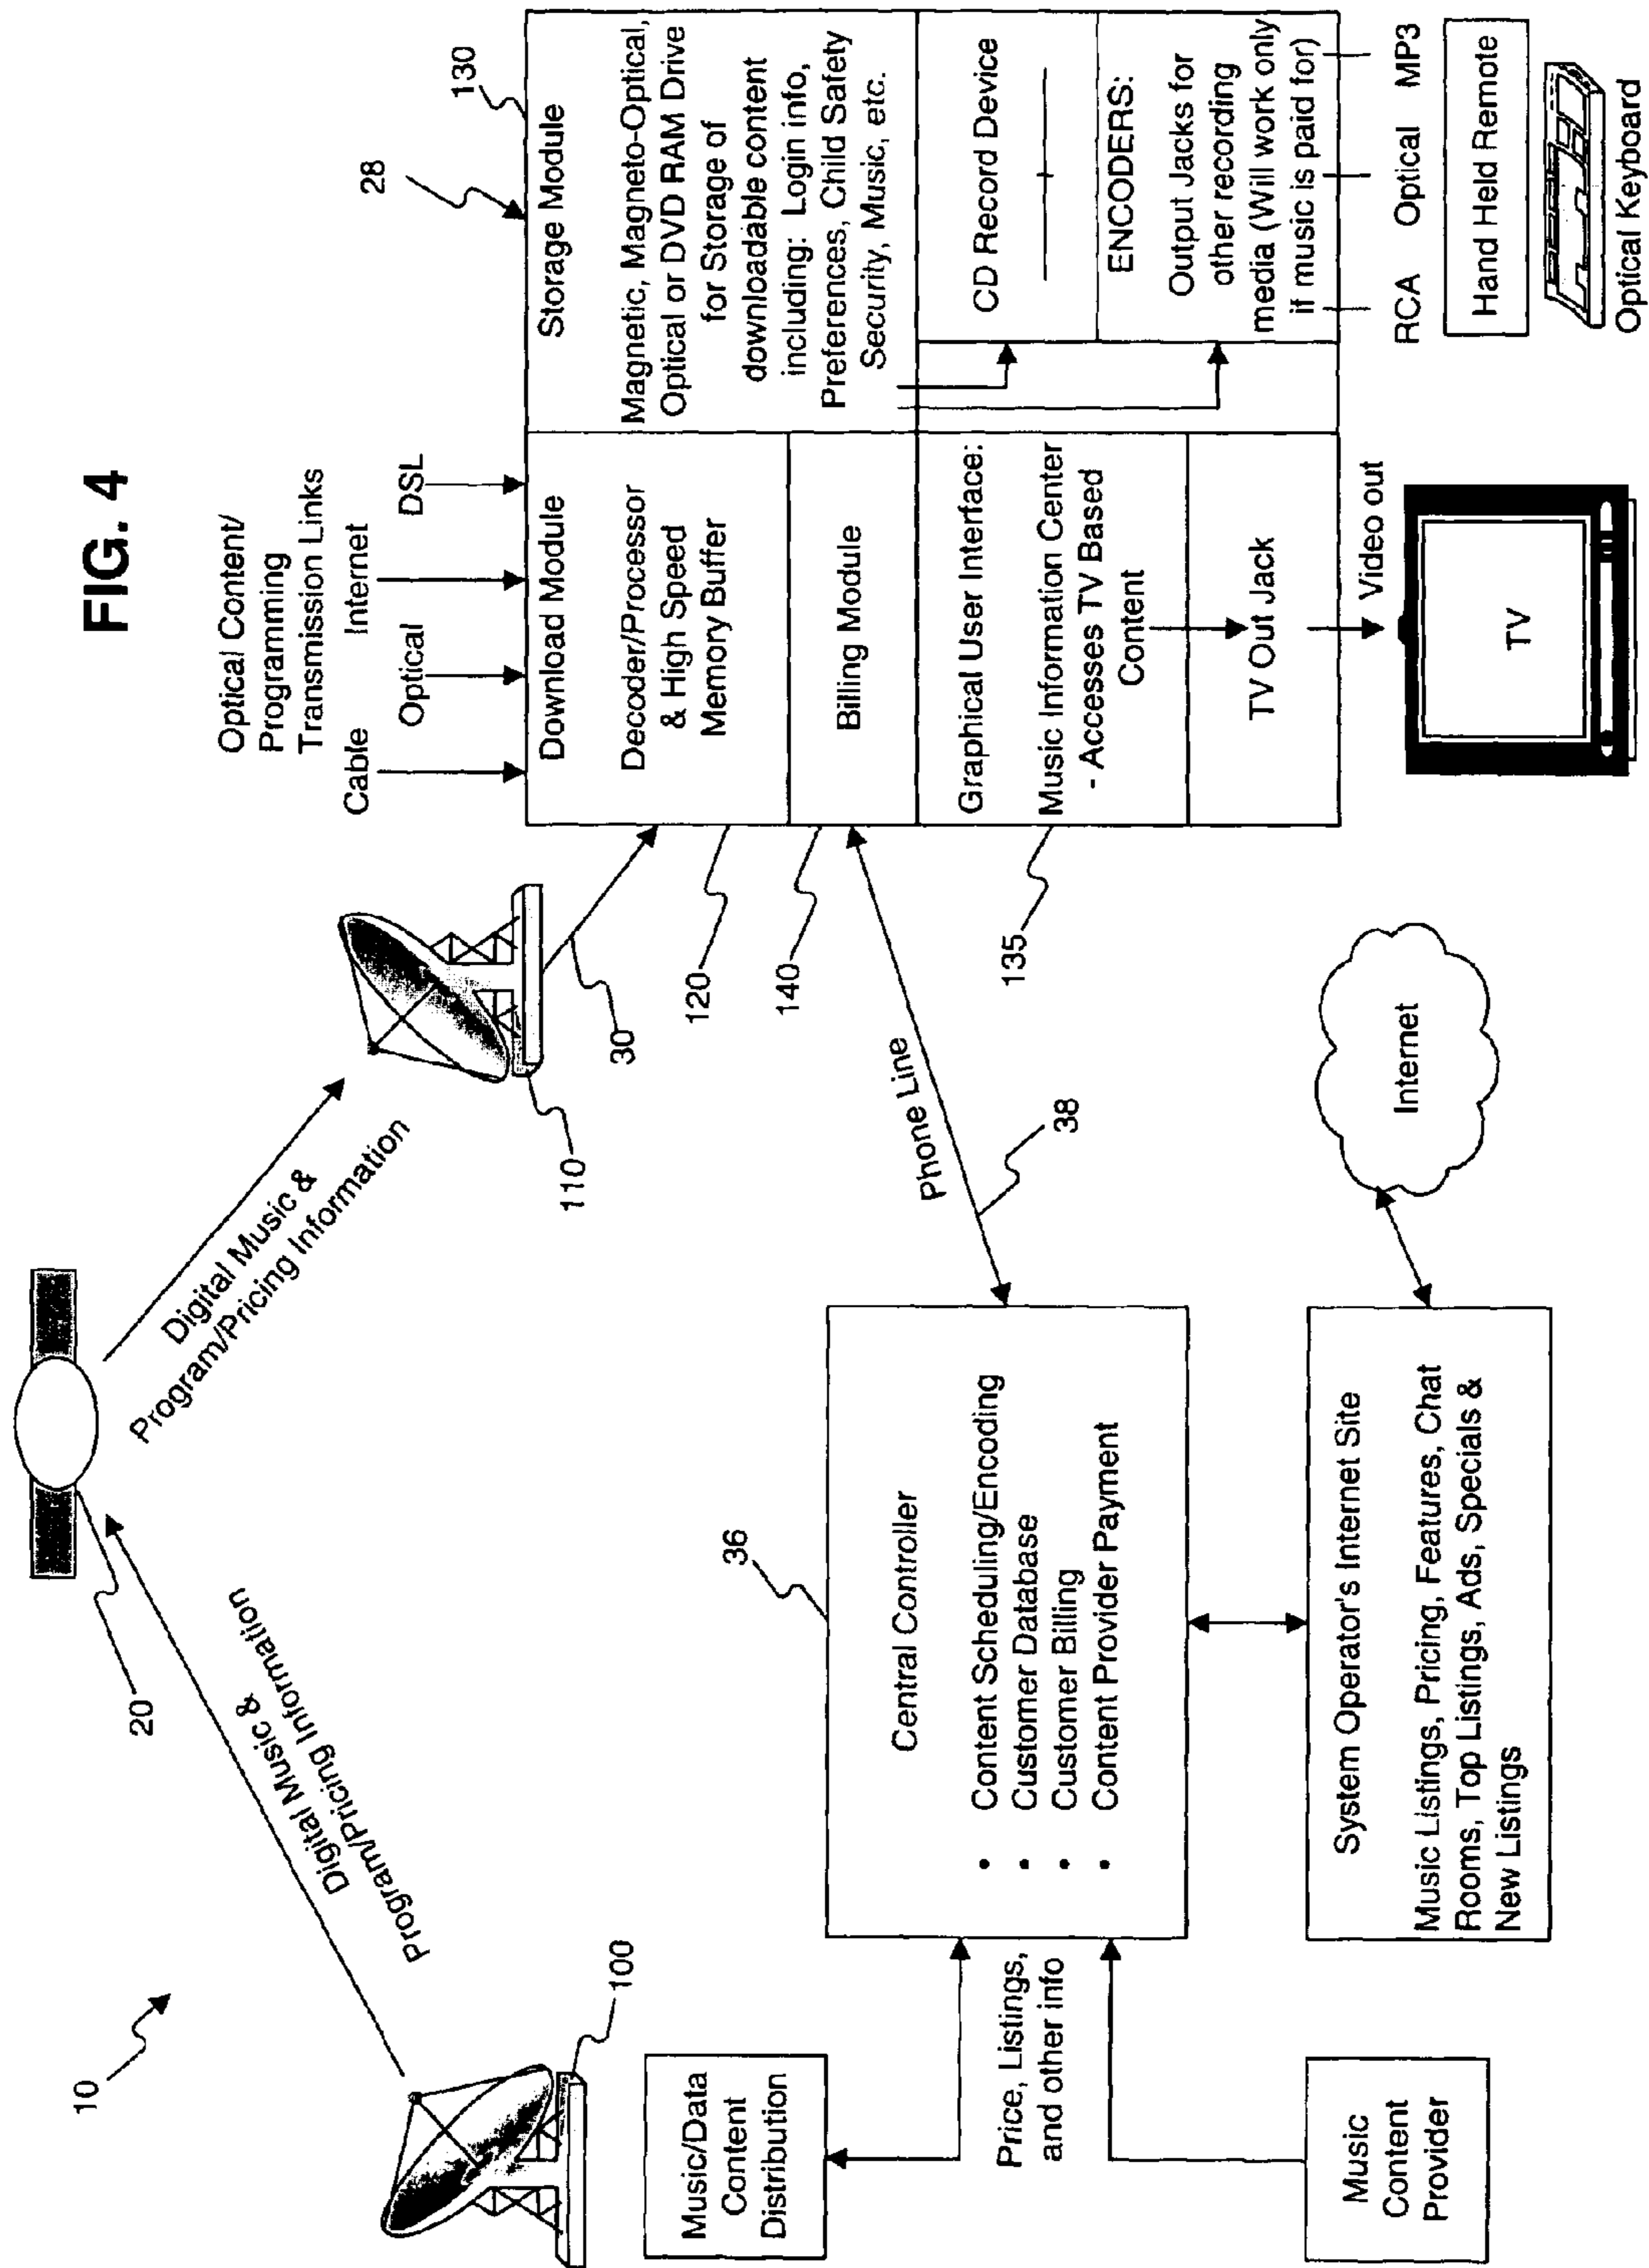 FIG. 4
10
20
Digital Music &
Program/Pricing Information
Digital Music &
Program/Pricing Information
100
110
30
Optical Content/
Programming
Transmission Links
Cable
Optical
Internet
DSL
28
130
Download Module
Decoder/Processor
& High Speed
Memory Buffer
120
Billing Module
140
Graphical User Interface:
Music Information Center
- Accesses TV Based
Content
135
TV Out Jack
Video out
TV
Storage Module
Magnetic, Magneto-Optical,
Optical or DVD RAM Drive
for Storage of
downloadable content
including: Login info,
Preferences, Child Safety
Security, Music, etc.
CD Record Device
ENCODERS:
Output Jacks for
other recording
media (Will work only
if music is paid for)
RCA
Optical
MP3
Hand Held Remote
Optical Keyboard
Music/Data
Content
Distribution
Price, Listings,
and other info
Music
Content
Provider
36
Central Controller
• Content Scheduling/Encoding
• Customer Database
• Customer Billing
• Content Provider Payment
Phone Line
38
System Operator's Internet Site
Music Listings, Pricing, Features, Chat
Rooms, Top Listings, Ads, Specials &
New Listings
Internet